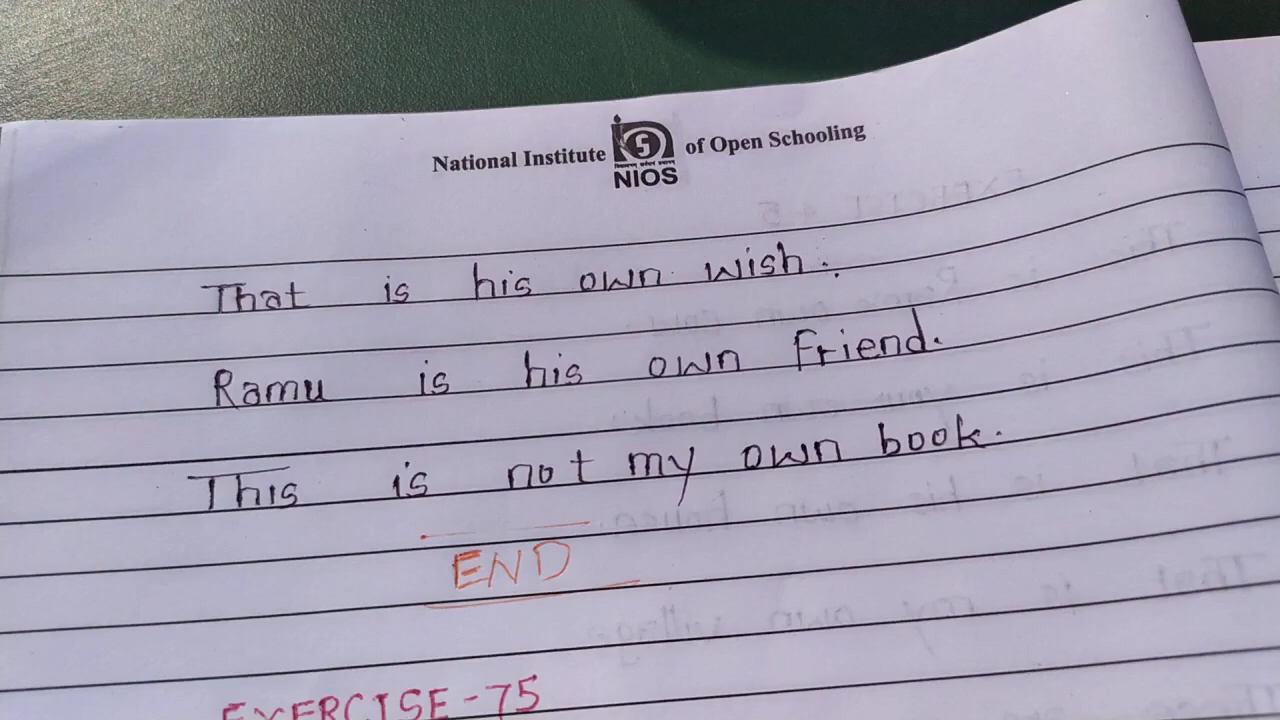 National Institute of Open Schooling
NIOS
That is his own wish.
Ramu is his own friend.
This is not my own book.
END
EXERCISE-75